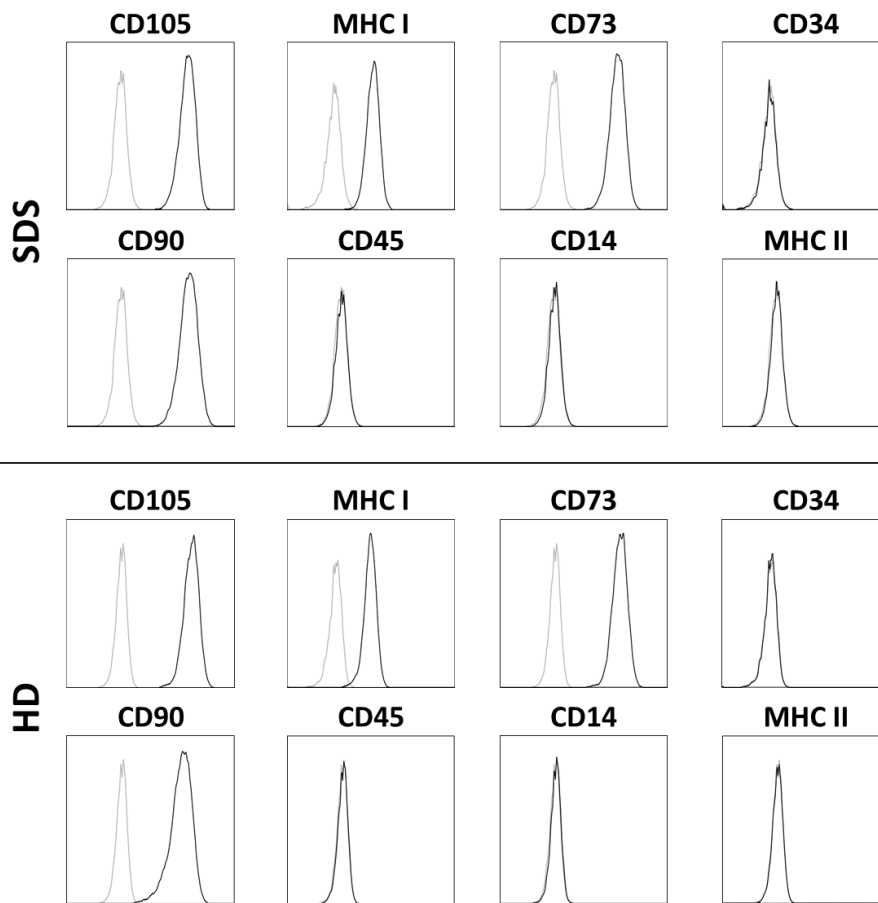 CD105 MHC I CD73 CD34
SDS
CD90 CD45 CD14 MHC II
CD105 MHC I CD73 CD34
HD
CD90 CD45 CD14 MHC II